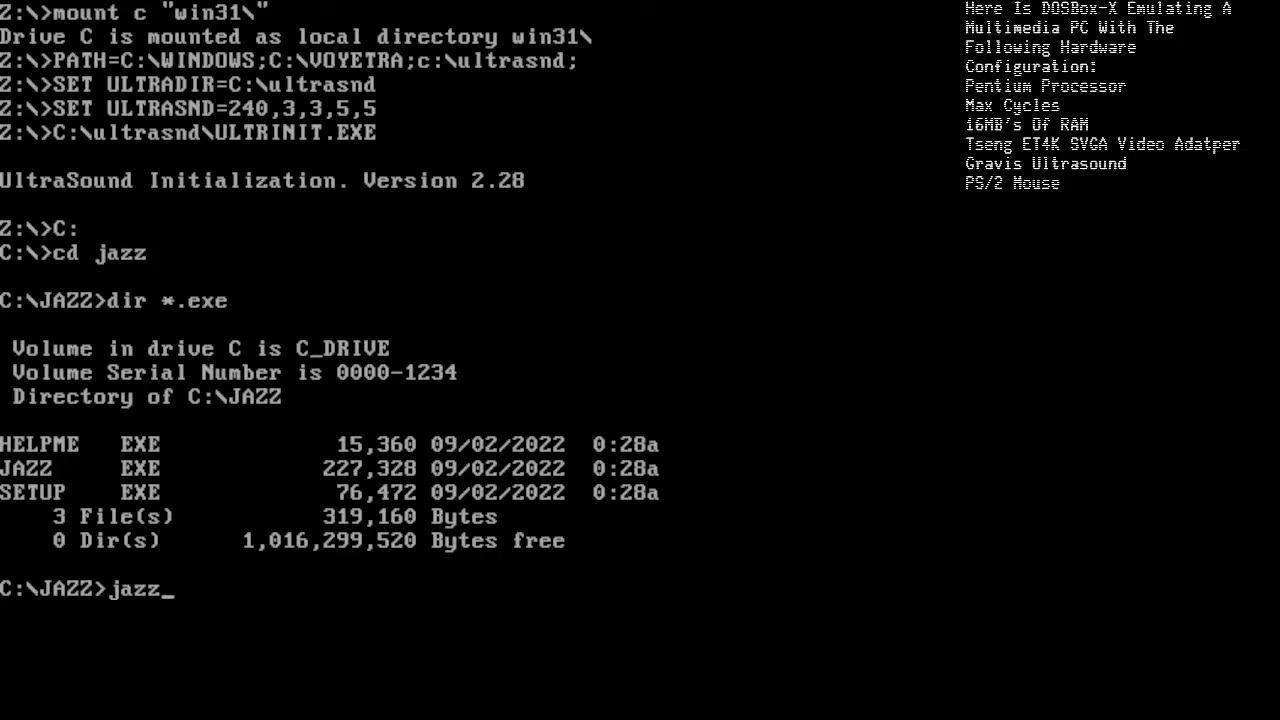 Z:\>mount c "win31\"
Drive C is mounted as local directory win31\
Z:\>PATH=C:\WINDOWS;C:\VOYETRA;c:\ultrasnd;
Z:\>SET ULTRADIR=C:\ultrasnd
Z:\>SET ULTRASND=240,3,3,5,5
Z:\>C:\ultrasnd\ULTRINIT.EXE
UltraSound Initialization. Version 2.28
Z:\>C:
C:\>cd jazz
C:\JAZZ>dir *.exe
Volume in drive C is C_DRIVE
Volume Serial Number is 0000-1234
Directory of C:\JAZZ
HELPME   EXE             15,360 09/02/2022  0:28a
JAZZ     EXE            227,328 09/02/2022  0:28a
SETUP    EXE             76,472 09/02/2022  0:28a
3 File(s)           319,160 Bytes
0 Dir(s)      1,016,299,520 Bytes free
C:\JAZZ>jazz_
Here Is DOSBox-X Emulating A
Multimedia PC With The
Following Hardware
Configuration:
Pentium Processor
Max Cycles
16MB's Of RAM
Tseng ET4K SVGA Video Adatper
Gravis Ultrasound
PS/2 Mouse